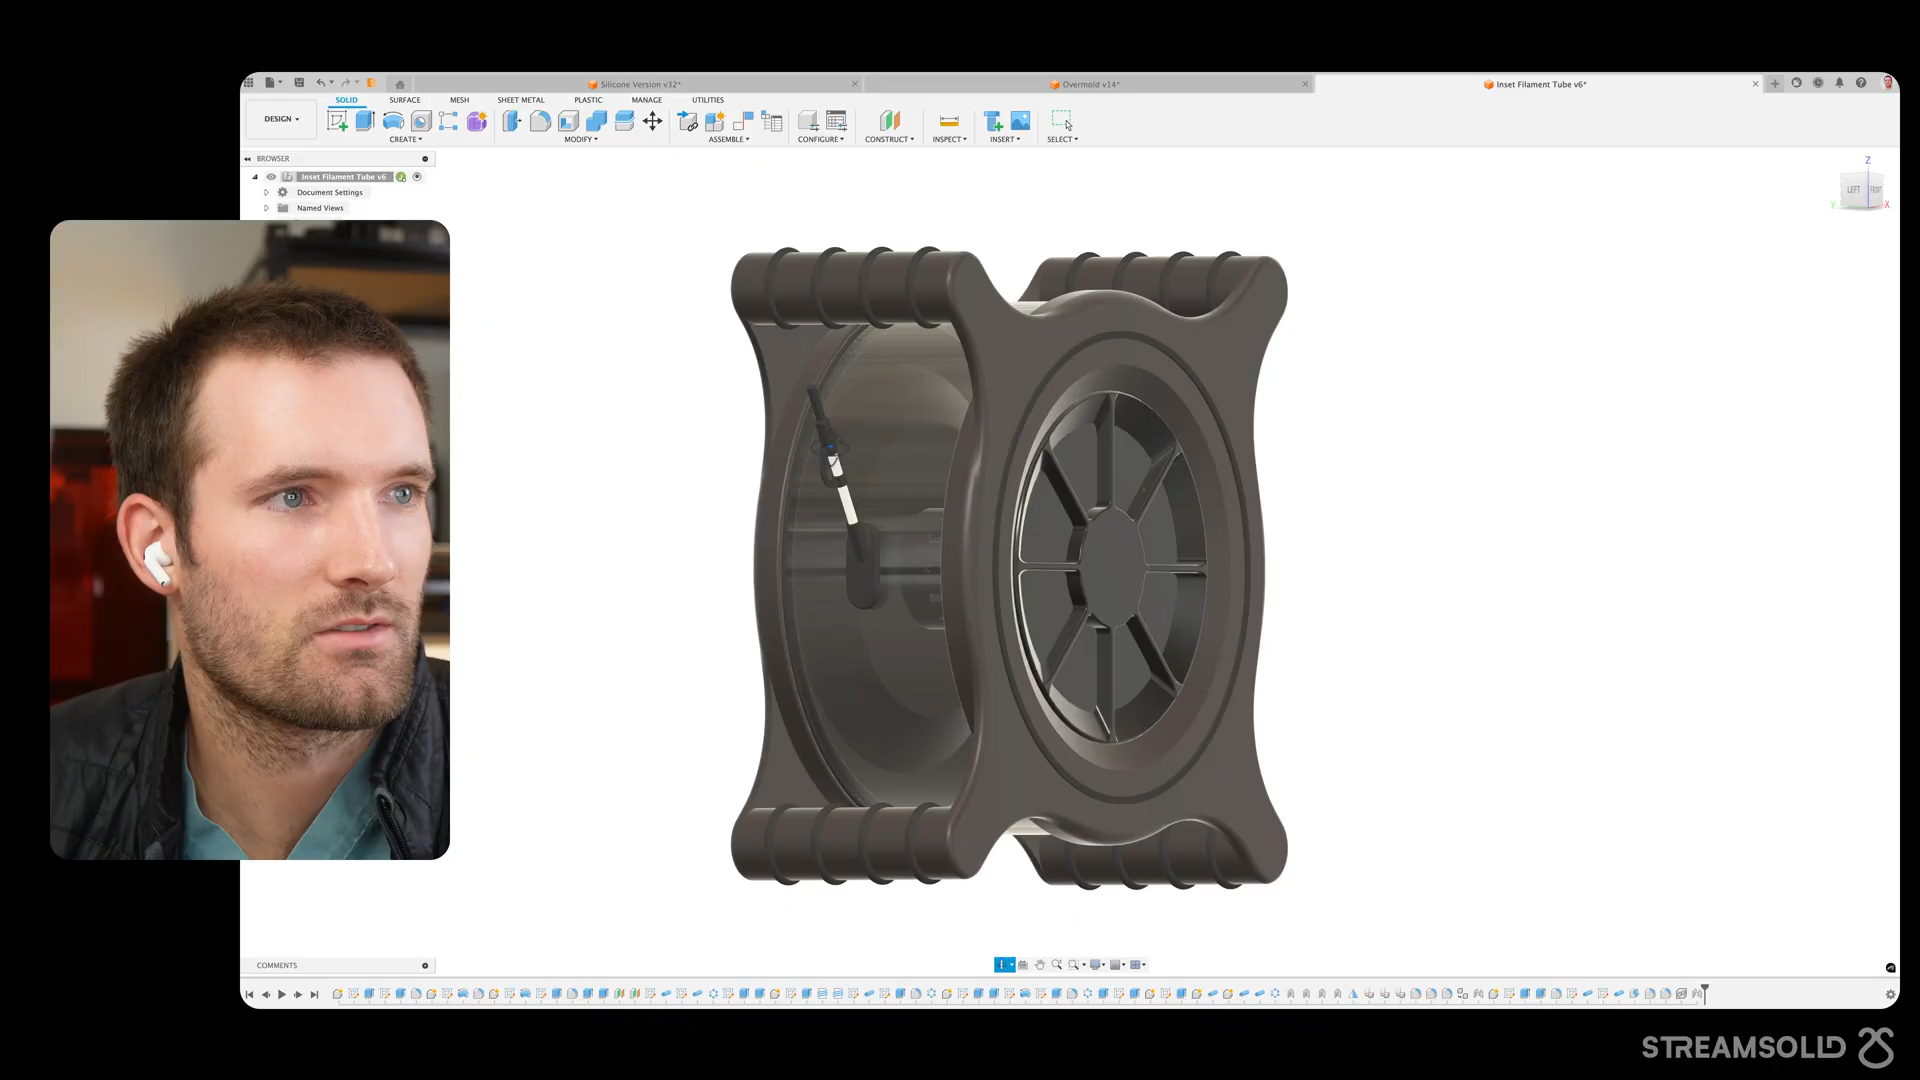 Silicone Version v32*
Overmold v14*
Inset Filament Tube v6*
SOLID
SURFACE
MESH
SHEET METAL
PLASTIC
MANAGE
UTILITIES
DESIGN
CREATE
MODIFY
ASSEMBLE
CONFIGURE
CONSTRUCT
INSPECT
INSERT
SELECT
BROWSER
Inset Filament Tube v6
Document Settings
Named Views
Z
LEFT
FRONT
Y
X
COMMENTS
STREAMSOLID